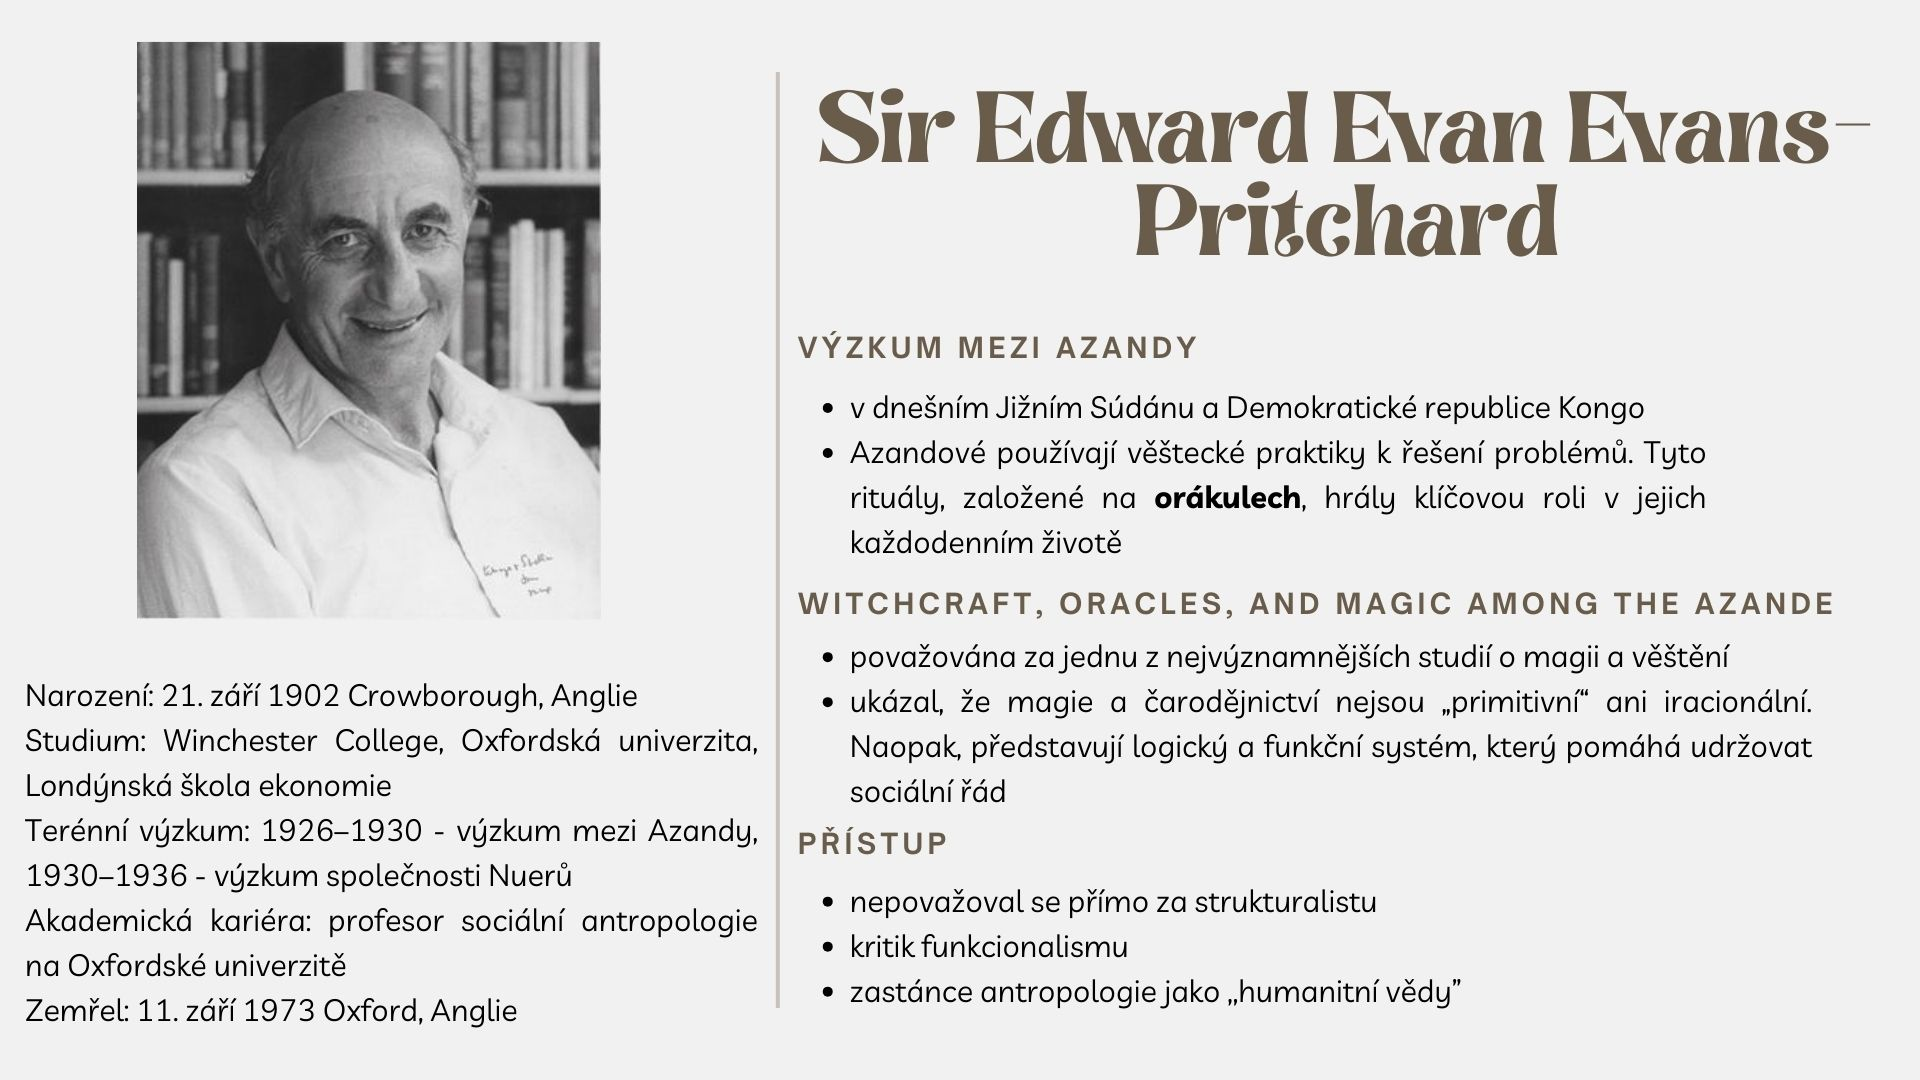 Sir Edward Evan Evans-
Pritchard
VÝZKUM MEZI AZANDY
• v dnešním Jižním Súdánu a Demokratické republice Kongo
• Azandové používají věštecké praktiky k řešení problémů. Tyto
rituály, založené na orákulech, hrály klíčovou roli v jejich
každodenním životě
WITCHCRAFT, ORACLES, AND MAGIC AMONG THE AZANDE
• považována za jednu z nejvýznamnějších studií o magii a věštění
• ukázal, že magie a čarodějnictví nejsou „primitivní“ ani iracionální.
Naopak, představují logický a funkční systém, který pomáhá udržovat
sociální řád
PŘÍSTUP
• nepovažoval se přímo za strukturalistu
• kritik funkcionalismu
• zastánce antropologie jako „humanitní vědy”
Narození: 21. září 1902 Crowborough, Anglie
Studium: Winchester College, Oxfordská univerzita,
Londýnská škola ekonomie
Terénní výzkum: 1926–1930 - výzkum mezi Azandy,
1930–1936 - výzkum společnosti Nuerů
Akademická kariéra: profesor sociální antropologie
na Oxfordské univerzitě
Zemřel: 11. září 1973 Oxford, Anglie